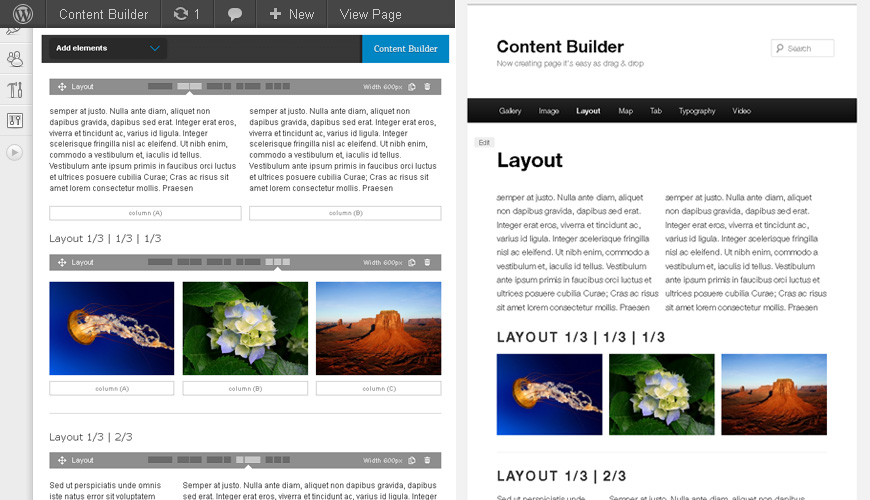 Content Builder 1 New View Page
Add elements Content Builder
Layout Width 600px
semper at justo. Nulla ante diam, aliquet non
dapibus gravida, dapibus sed erat. Integer erat eros,
viverra et tincidunt ac, varius id ligula. Integer
scelerisque fringilla nisl ac eleifend. Ut nibh enim,
commodo a vestibulum et, iaculis id tellus.
Vestibulum ante ipsum primis in faucibus orci luctus
et ultrices posuere cubilia Curae; Cras ac risus sit
amet lorem consectetur mollis. Praesen
semper at justo. Nulla ante diam, aliquet non
dapibus gravida, dapibus sed erat. Integer erat eros,
viverra et tincidunt ac, varius id ligula. Integer
scelerisque fringilla nisl ac eleifend. Ut nibh enim,
commodo a vestibulum et, iaculis id tellus.
Vestibulum ante ipsum primis in faucibus orci luctus
et ultrices posuere cubilia Curae; Cras ac risus sit
amet lorem consectetur mollis. Praesen
column (A) column (B)
Layout 1/3 | 1/3 | 1/3
Layout Width 600px
column (A) column (B) column (C)
Layout 1/3 | 2/3
Layout Width 600px
Sed ut perspiciatis unde omnis
iste natus error sit voluptatem
semper at justo. Nulla ante diam, aliquet non dapibus gravida, dapibus
sed erat. Integer erat eros, viverra et tincidunt ac, varius id ligula.
Content Builder
Now creating page it's easy as drag & drop
Search
Gallery Image Layout Map Tab Typography Video
Edit
Layout
semper at justo. Nulla ante diam, aliquet
non dapibus gravida, dapibus sed erat.
Integer erat eros, viverra et tincidunt ac,
varius id ligula. Integer scelerisque fringilla
nisl ac eleifend. Ut nibh enim, commodo a
vestibulum et, iaculis id tellus. Vestibulum
ante ipsum primis in faucibus orci luctus et
ultrices posuere cubilia Curae; Cras ac risus
sit amet lorem consectetur mollis. Praesen
semper at justo. Nulla ante diam, aliquet
non dapibus gravida, dapibus sed erat.
Integer erat eros, viverra et tincidunt ac,
varius id ligula. Integer scelerisque fringilla
nisl ac eleifend. Ut nibh enim, commodo a
vestibulum et, iaculis id tellus. Vestibulum
ante ipsum primis in faucibus orci luctus et
ultrices posuere cubilia Curae; Cras ac risus
sit amet lorem consectetur mollis. Praesen
LAYOUT 1/3 | 1/3 | 1/3
LAYOUT 1/3 | 2/3
Sed ut perspiciatis unde
semper at justo. Nulla ante diam, aliquet non